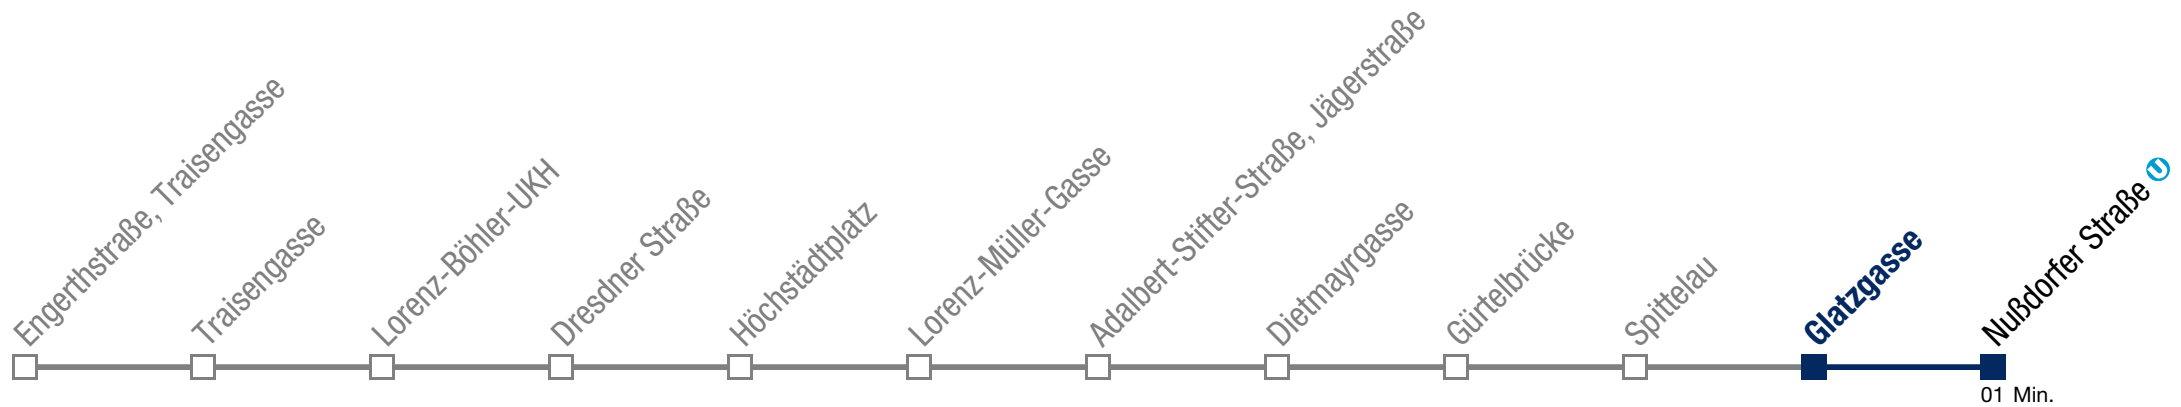 Engerthstraße, Traisengasse
Traisengasse
Lorenz-Böhler-UKH
Dresdner Straße
Höchstädtplatz
Lorenz-Müller-Gasse
Adalbert-Stifter-Straße, Jägerstraße
Dietmayrgasse
Gürtelbrücke
Spittelau
Glatzgasse
Nußdorfer Straße U
01 Min.